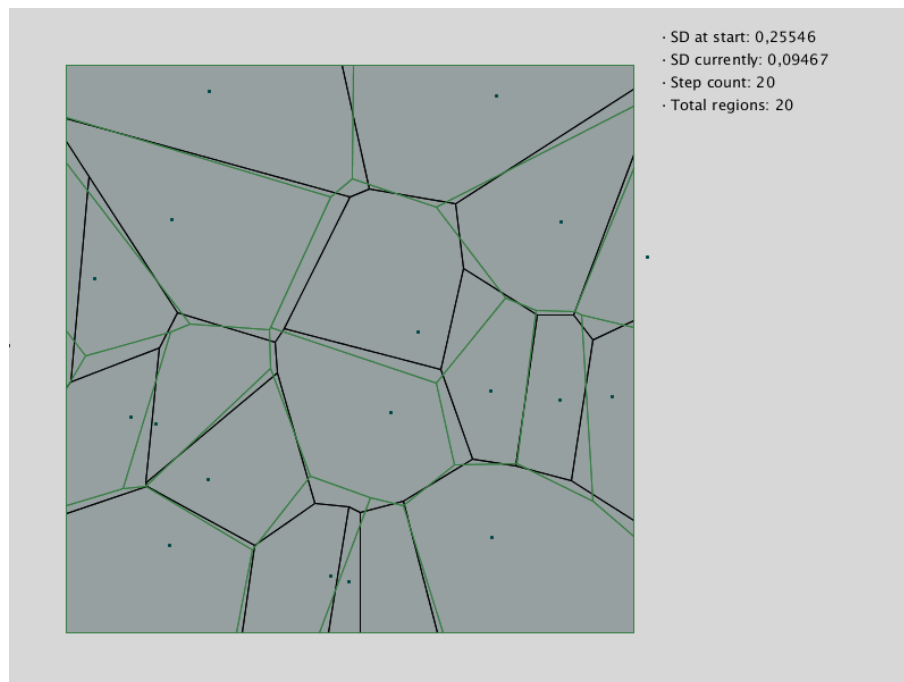 · SD at start: 0,25546
· SD currently: 0,09467
· Step count: 20
· Total regions: 20